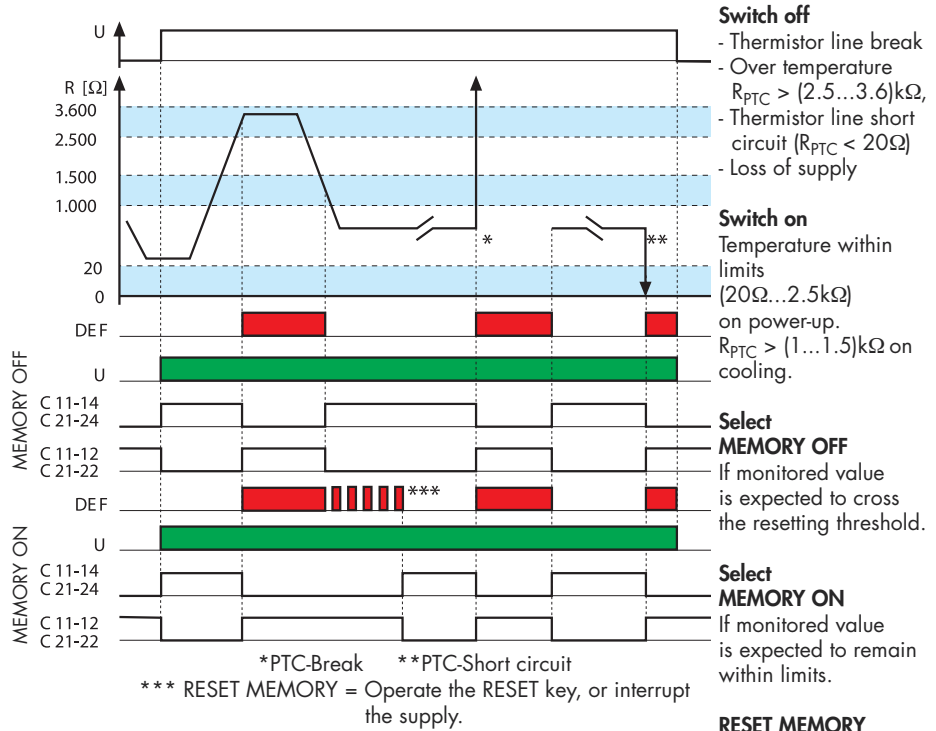 U
R [Ω]
3.600
2.500
1.500
1.000
20
0
*
**
DEF
MEMORY OFF
U
C 11-14
C 21-24
C 11-12
C 21-22
DEF
***
MEMORY ON
U
C 11-14
C 21-24
C 11-12
C 21-22
*PTC-Break **PTC-Short circuit
*** RESET MEMORY = Operate the RESET key, or interrupt
the supply.
Switch off
- Thermistor line break
- Over temperature
RPTC > (2.5...3.6)kΩ,
- Thermistor line short
circuit (RPTC < 20Ω)
- Loss of supply
Switch on
Temperature within
limits
(20Ω...2.5kΩ)
on power-up.
RPTC > (1...1.5)kΩ on
cooling.
Select
MEMORY OFF
If monitored value
is expected to cross
the resetting threshold.
Select
MEMORY ON
If monitored value
is expected to remain
within limits.
RESET MEMORY